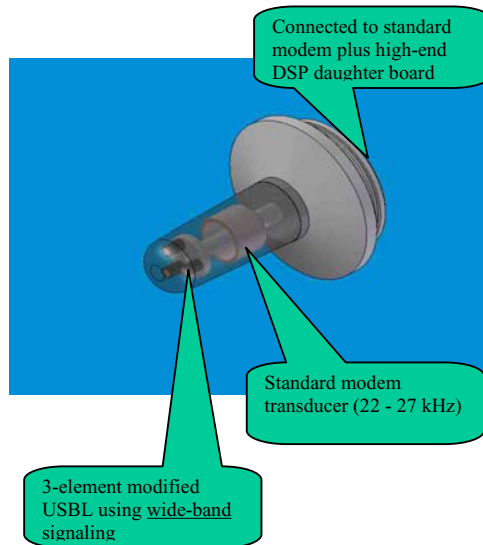 Connected to standard
modem plus high-end
DSP daughter board
Standard modem
transducer (22 - 27 kHz)
3-element modified
USBL using wide-band
signaling